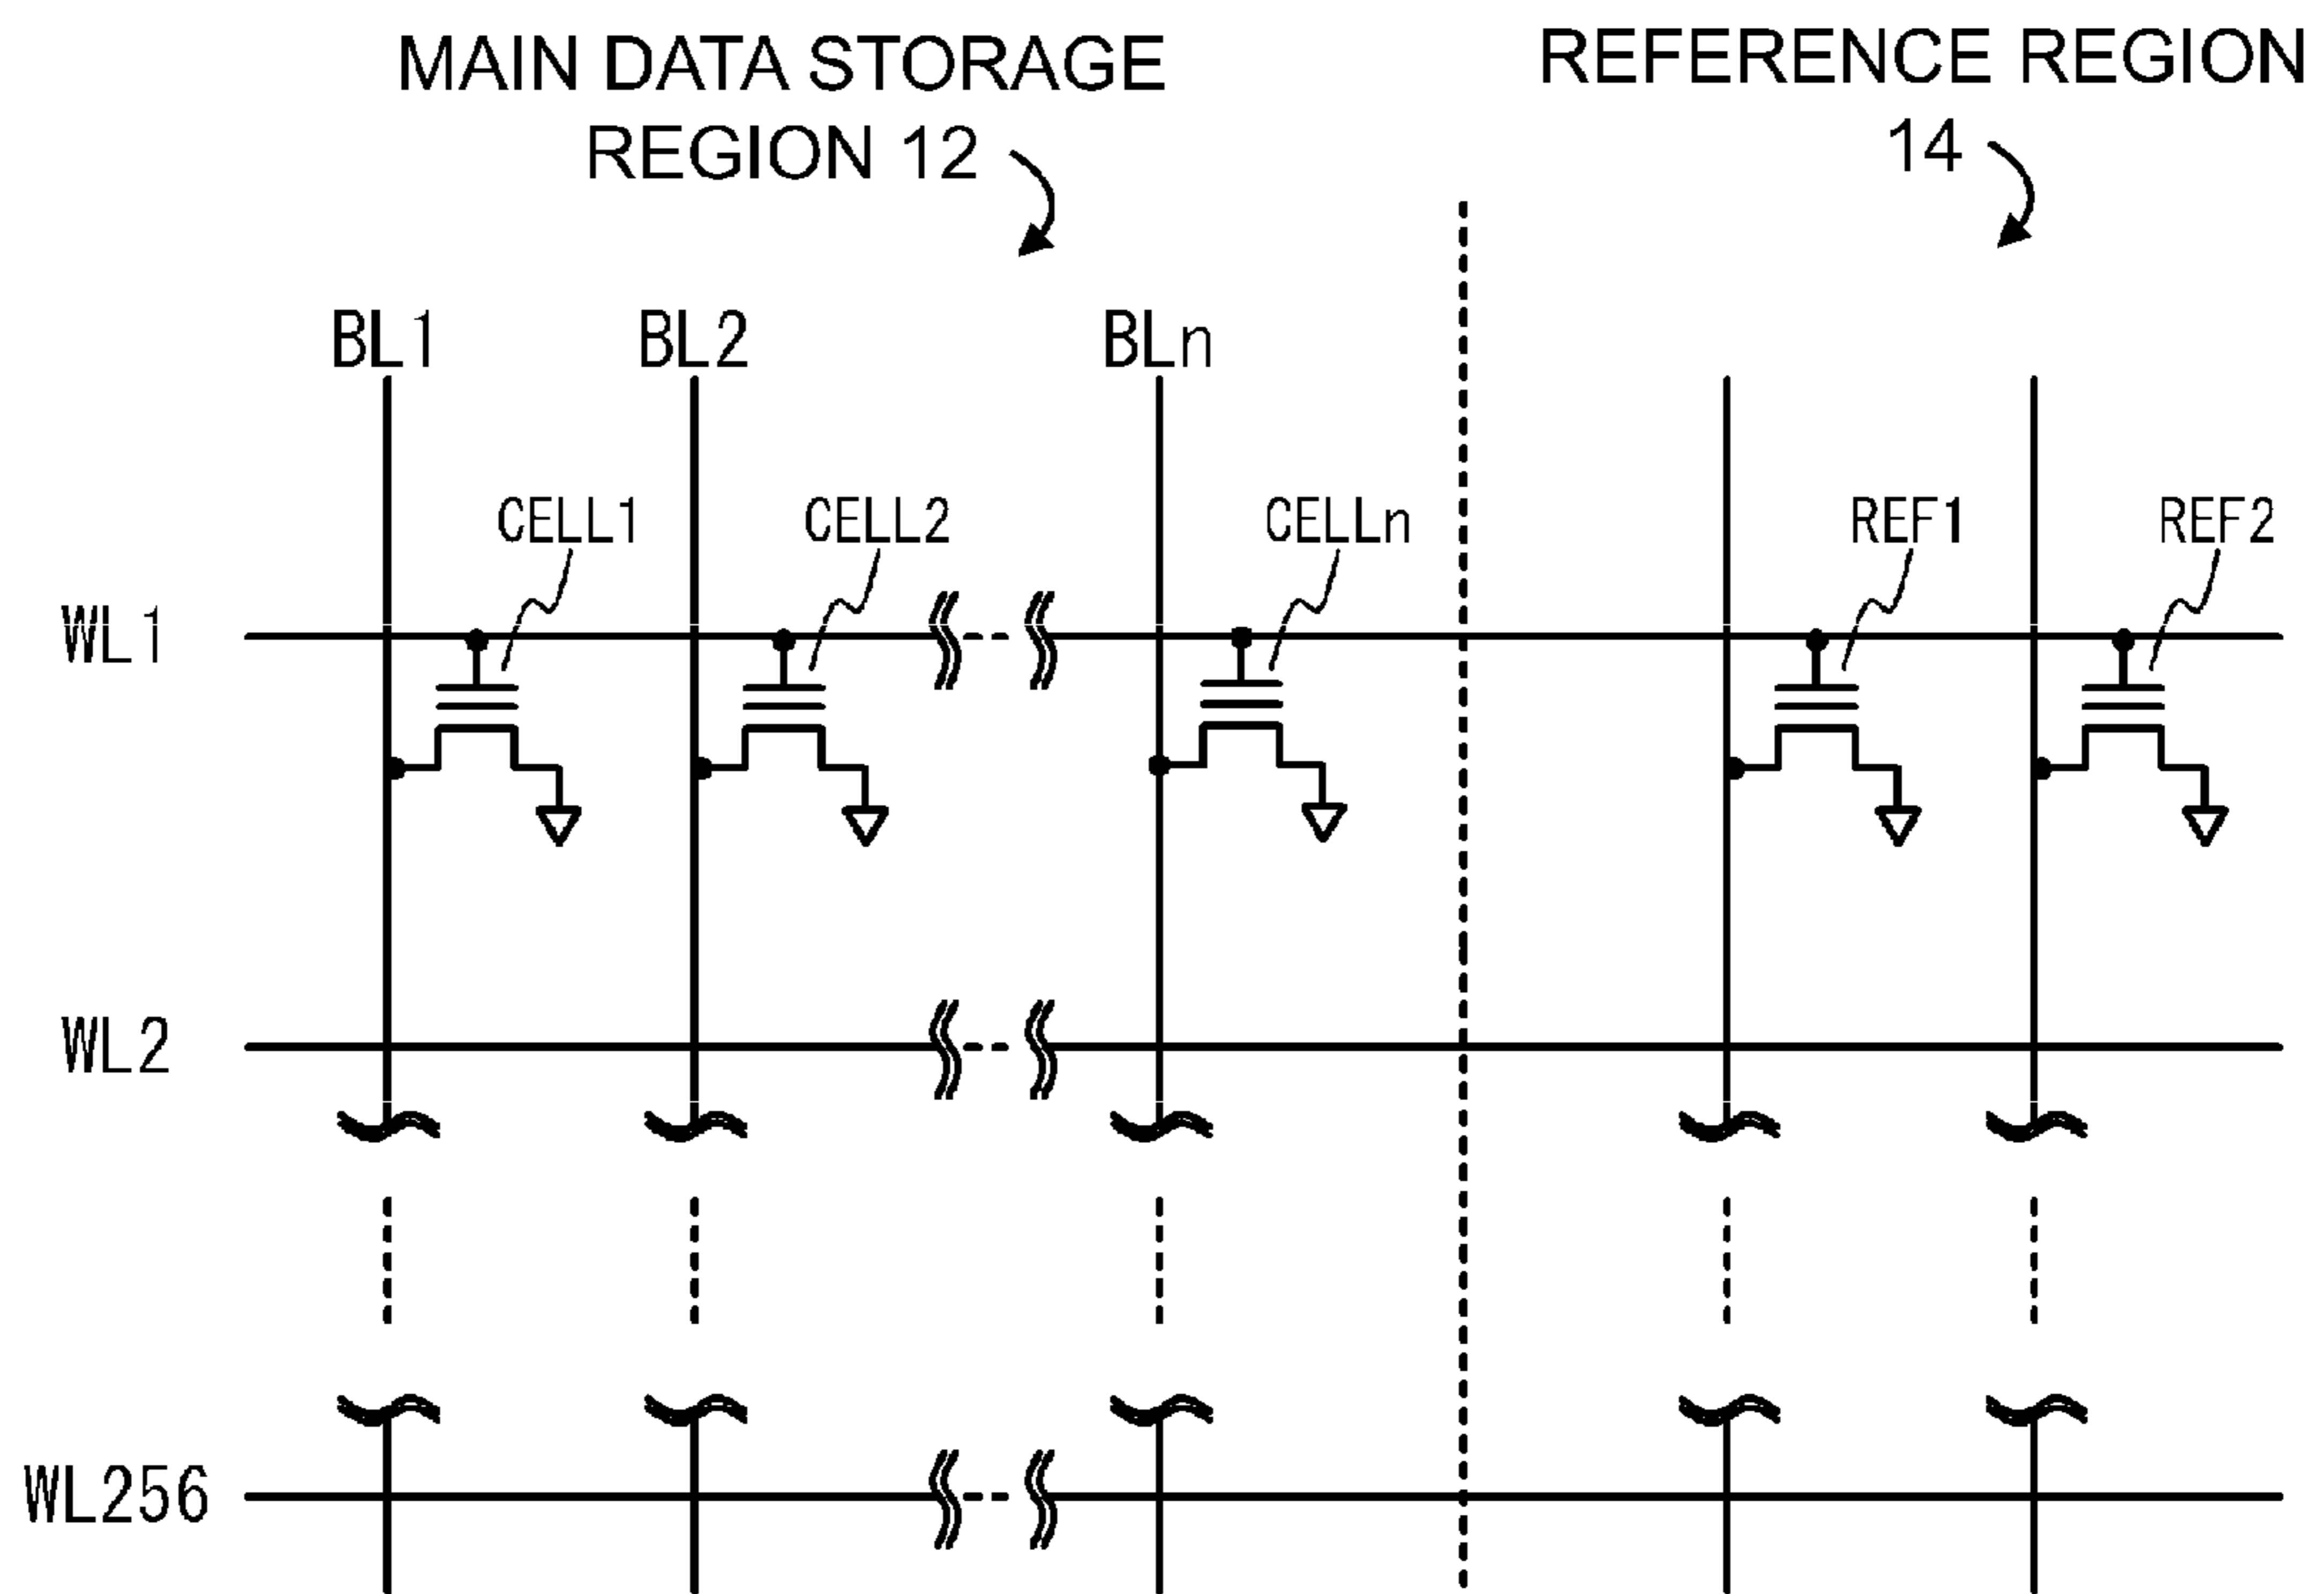 MAIN DATA STORAGE
REGION 12
REFERENCE REGION
14
BL1
BL2
BLn
CELL1
CELL2
CELLn
REF1
REF2
WL1
WL2
WL256